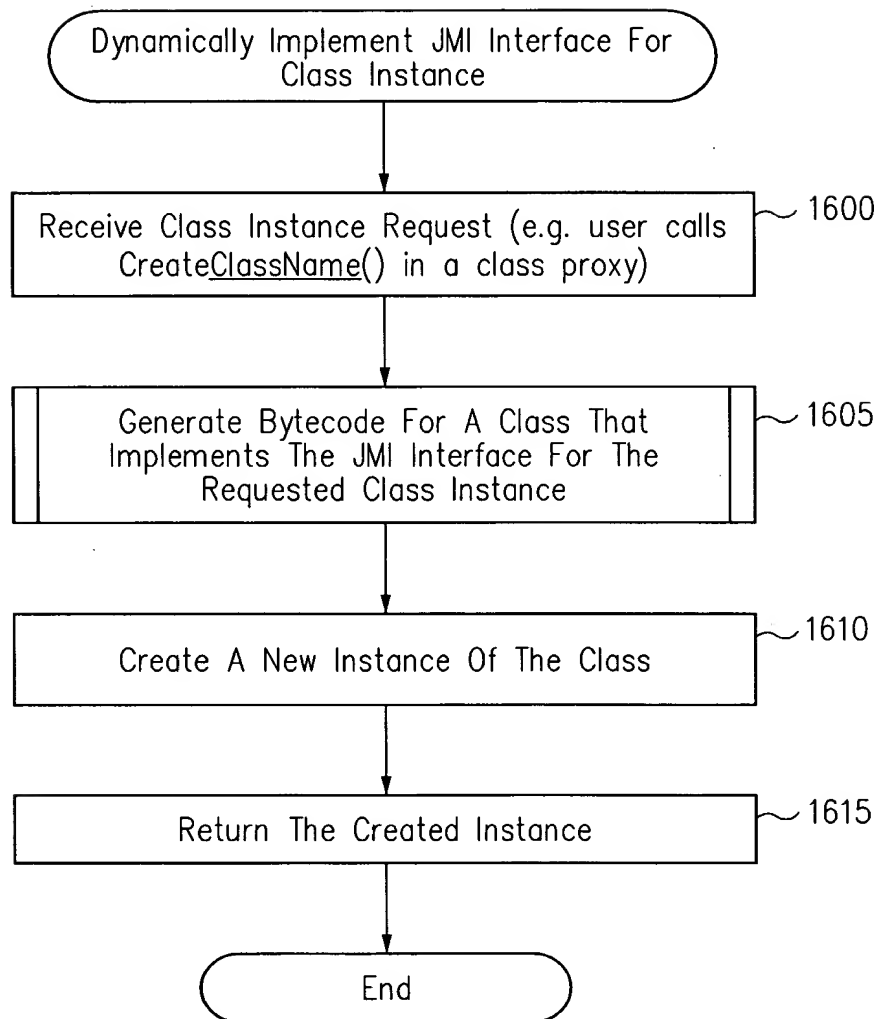 Dynamically Implement JMI Interface For
Class Instance
Receive Class Instance Request (e.g. user calls
CreateClassName() in a class proxy)
1600
Generate Bytecode For A Class That
Implements The JMI Interface For The
Requested Class Instance
1605
Create A New Instance Of The Class
1610
Return The Created Instance
1615
End